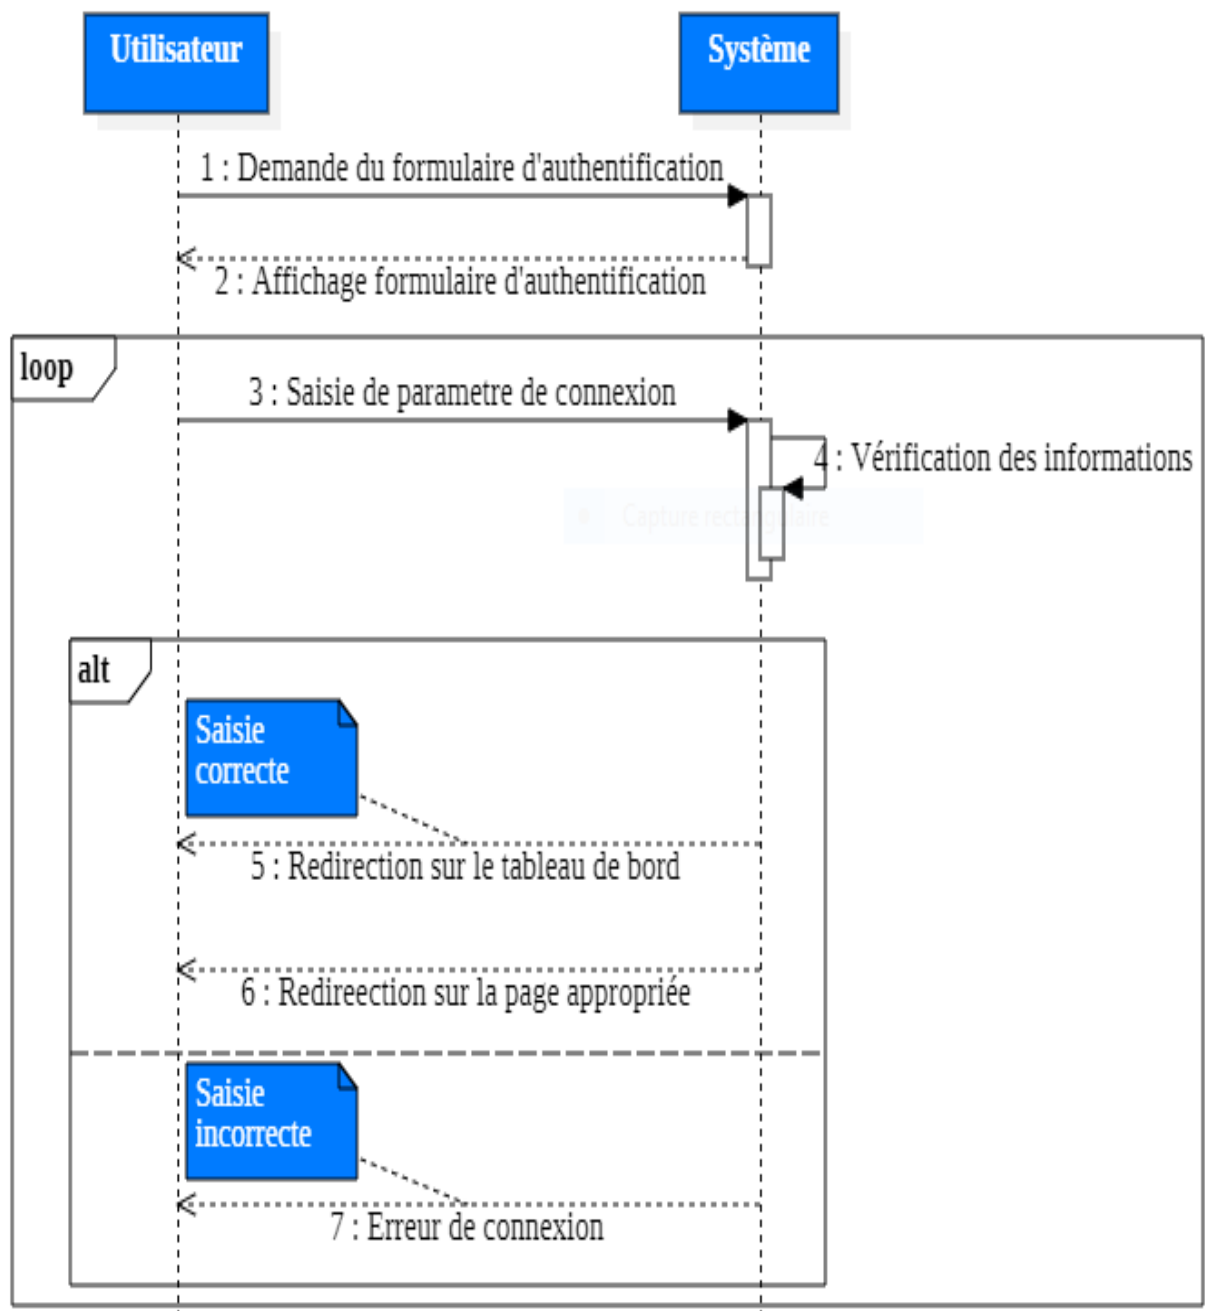 Utilisateur
Système
1 : Demande du formulaire d'authentification
2 : Affichage formulaire d'authentification
loop
3 : Saisie de parametre de connexion
4 : Vérification des informations
Capture rectangulaire
alt
Saisie
correcte
5 : Redirection sur le tableau de bord
6 : Redireection sur la page appropriée
Saisie
incorrecte
7 : Erreur de connexion